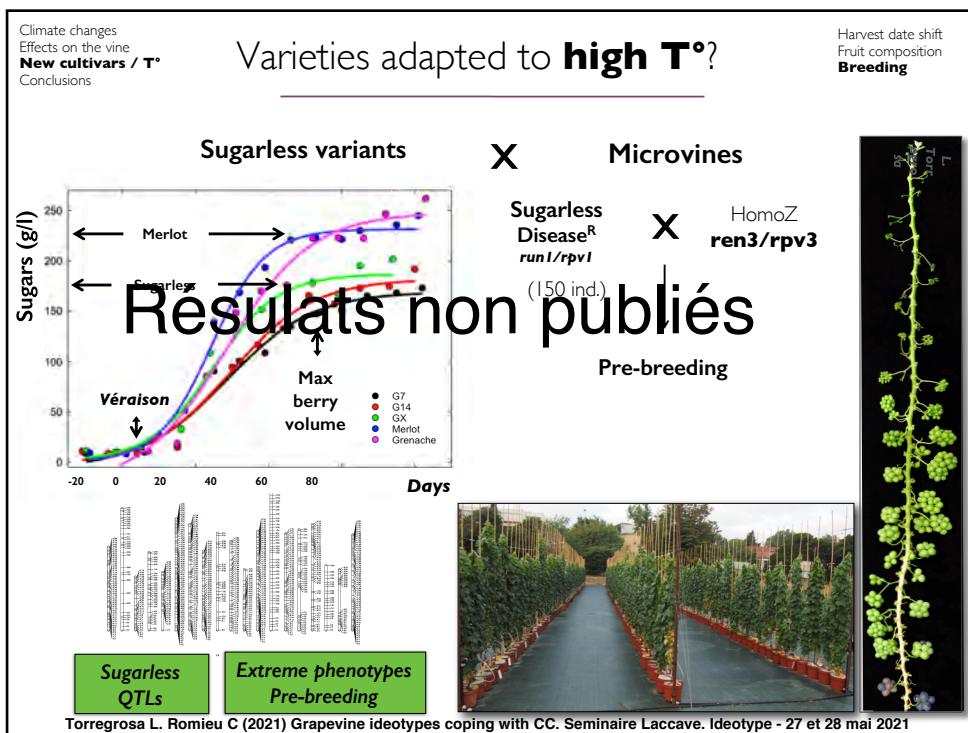 Climate changes
Effects on the vine
New cultivars / T°
Conclusions
Varieties adapted to high T°?
Harvest date shift
Fruit composition
Breeding
Sugarless variants
x
Microvines
Sugars (g/l)
250
200
150
100
50
0
Merlot
Sugarless
Véraison
Max
berry
volume
G7
G14
GX
Merlot
Grenache
-20 0 20 40 60 80
Days
Sugarless
Disease^R
run1/rpv1
(150 ind.)
x
HomoZ
ren3/rpv3
Résulats non publiés
Pre-breeding
L.
Torr
Sugarless
QTLs
Extreme phenotypes
Pre-breeding
Torregrosa L. Romieu C (2021) Grapevine ideotypes coping with CC. Seminaire Laccave. Ideotype - 27 et 28 mai 2021